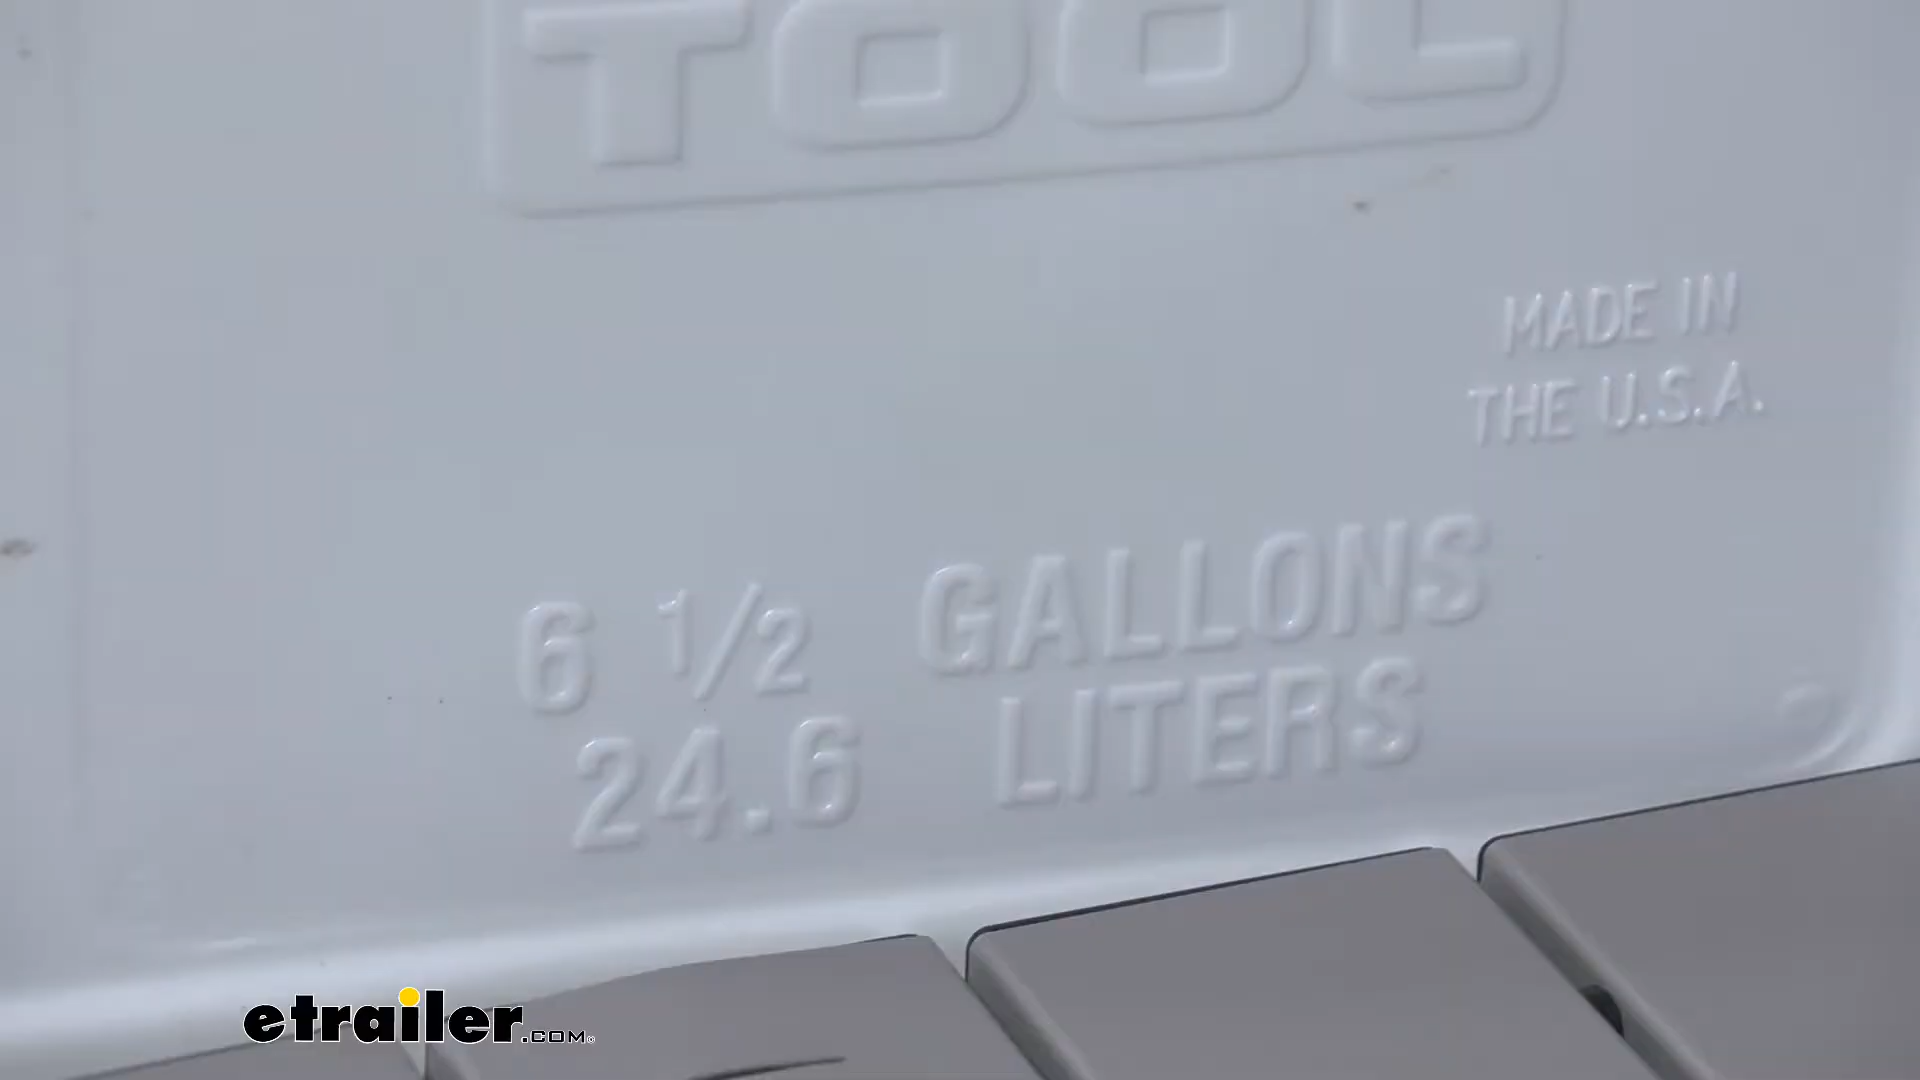 TOOL
MADE IN
THE U.S.A.
6 1/2 GALLONS
24.6 LITERS
etrailer.COM